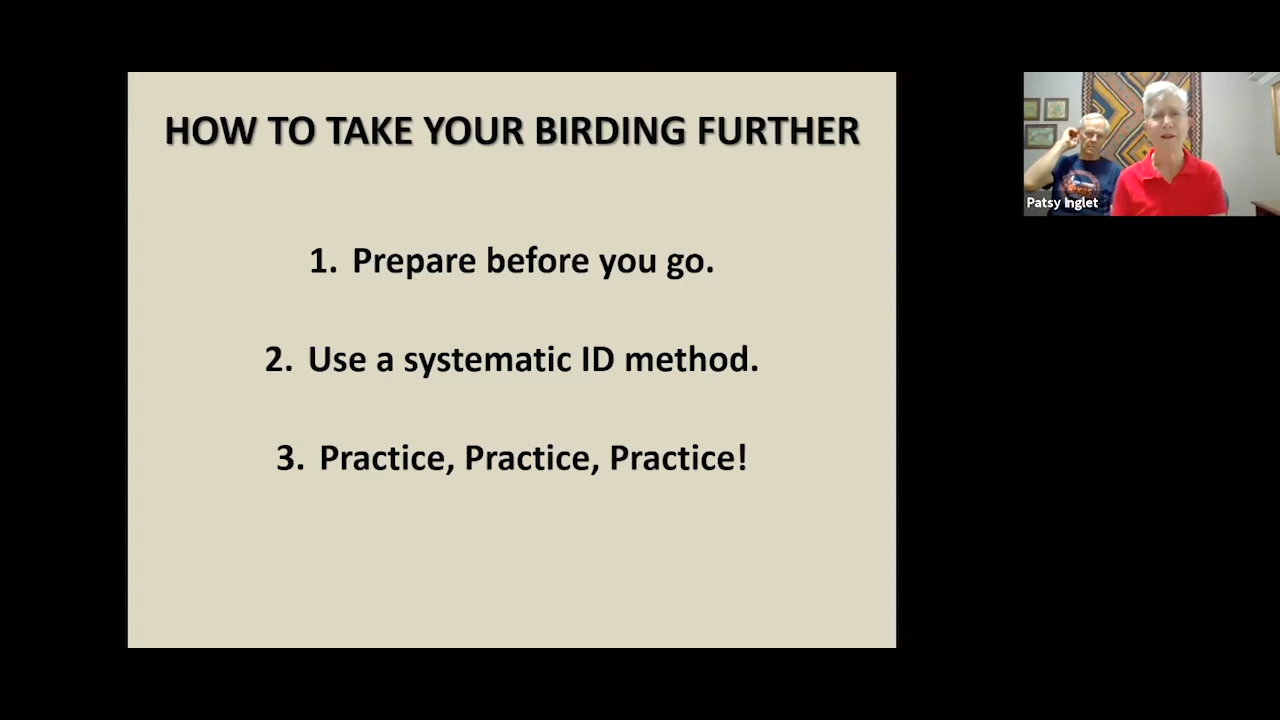 HOW TO TAKE YOUR BIRDING FURTHER
1. Prepare before you go.
2. Use a systematic ID method.
3. Practice, Practice, Practice!
Patsy Inglet